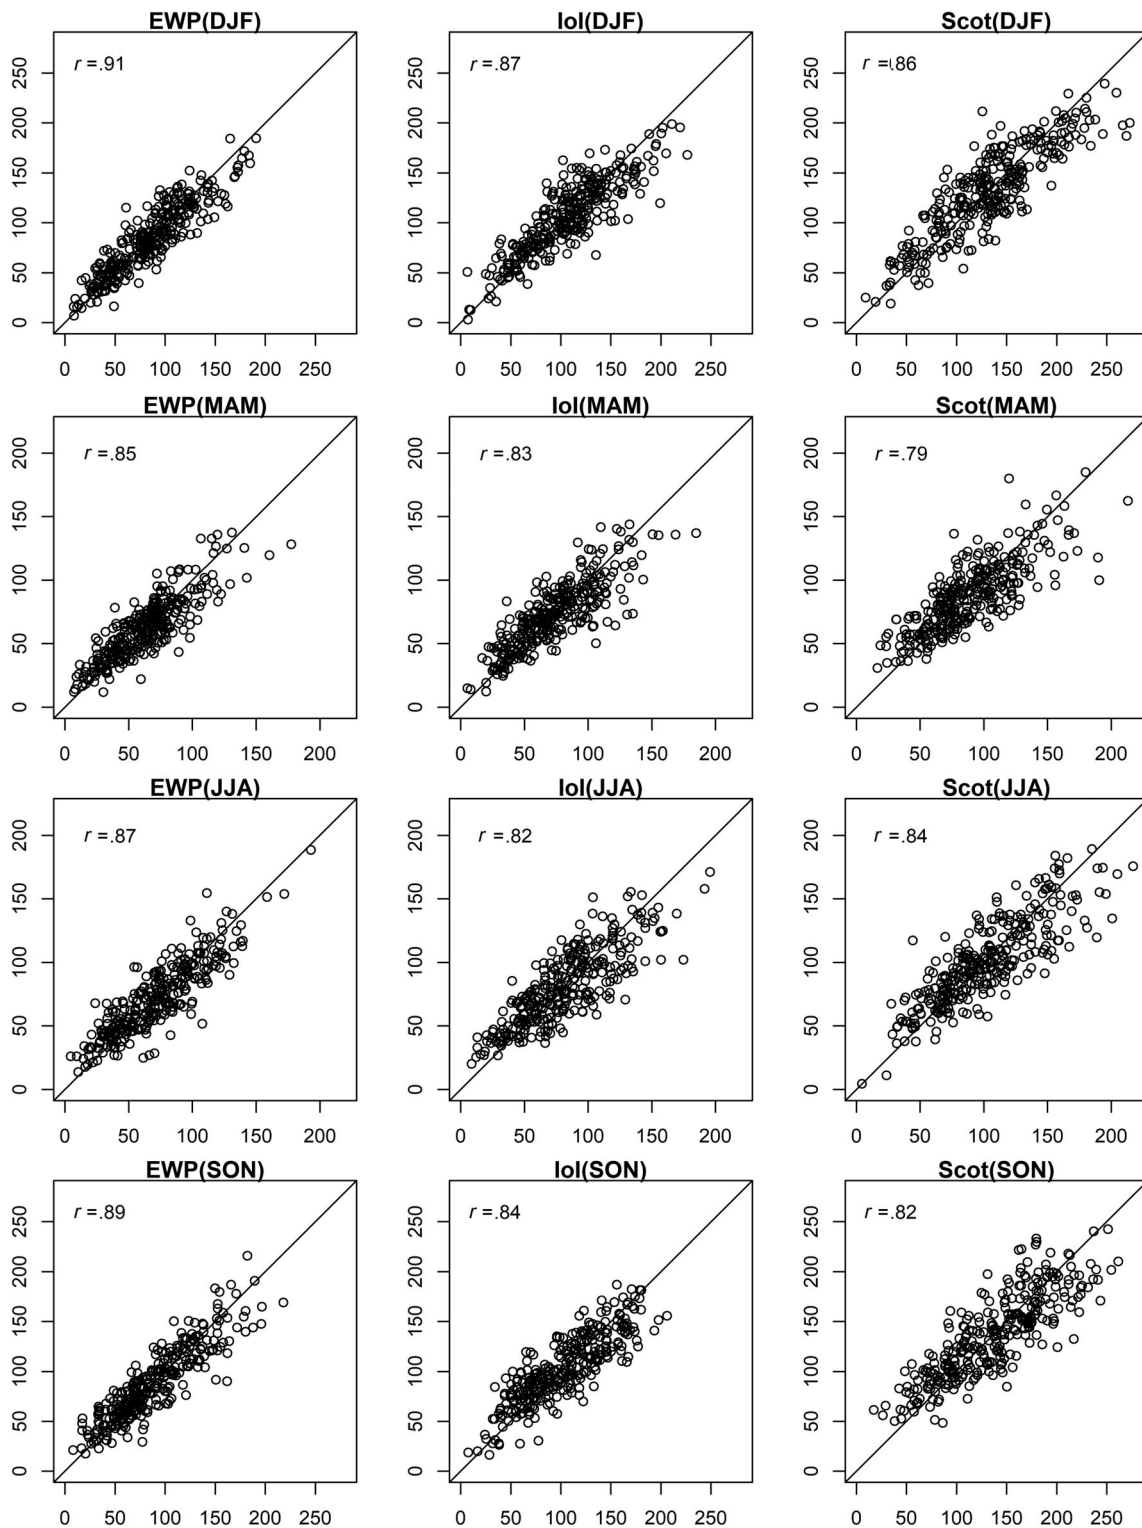 EWP(DJF) IoI(DJF) Scot(DJF)
r =.91 r =.87 r =.86
0 50 100 150 200 250 0 50 100 150 200 250 0 50 100 150 200 250
0 50 100 150 200 250 0 50 100 150 200 250 0 50 100 150 200 250
EWP(MAM) IoI(MAM) Scot(MAM)
r =.85 r =.83 r =.79
0 50 100 150 200 0 50 100 150 200 0 50 100 150 200
0 50 100 150 200 0 50 100 150 200 0 50 100 150 200
EWP(JJA) IoI(JJA) Scot(JJA)
r =.87 r =.82 r =.84
0 50 100 150 200 0 50 100 150 200 0 50 100 150 200
0 50 100 150 200 0 50 100 150 200 0 50 100 150 200
EWP(SON) IoI(SON) Scot(SON)
r =.89 r =.84 r =.82
0 50 100 150 200 250 0 50 100 150 200 250 0 50 100 150 200 250
0 50 100 150 200 250 0 50 100 150 200 250 0 50 100 150 200 250